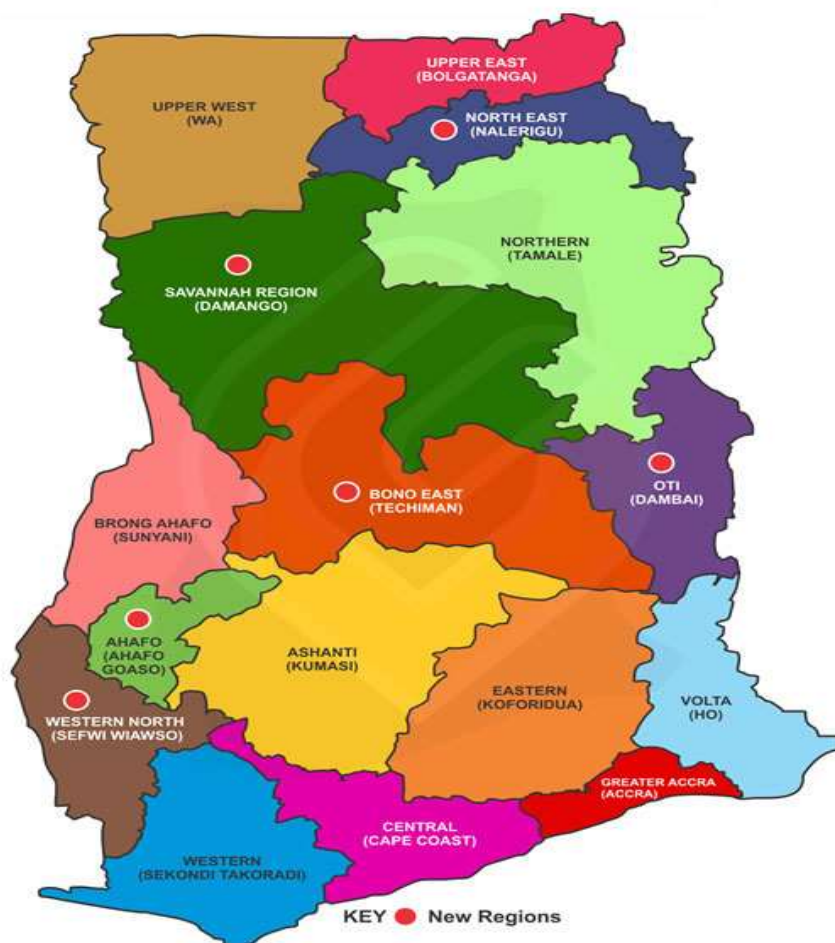 UPPER EAST
(BOLGATANGA)
UPPER WEST
(WA)
NORTH EAST
(NALERIGU)
NORTHERN
(TAMALE)
SAVANNAH REGION
(DAMANGO)
OTI
(DAMBAI)
BONO EAST
(TECHIMAN)
BRONG AHAFO
(SUNYANI)
AHAFO
(AHAFO
GOASO)
ASHANTI
(KUMASI)
EASTERN
(KOFORIDUA)
VOLTA
(HO)
WESTERN NORTH
(SEFWI WIAWSO)
GREATER ACCRA
(ACCRA)
CENTRAL
(CAPE COAST)
WESTERN
(SEKONDI TAKORADI)
KEY New Regions